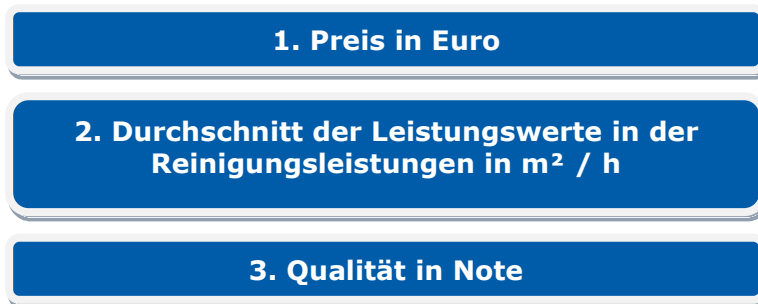 1. Preis in Euro
2. Durchschnitt der Leistungswerte in der
Reinigungsleistungen in m² / h
3. Qualität in Note